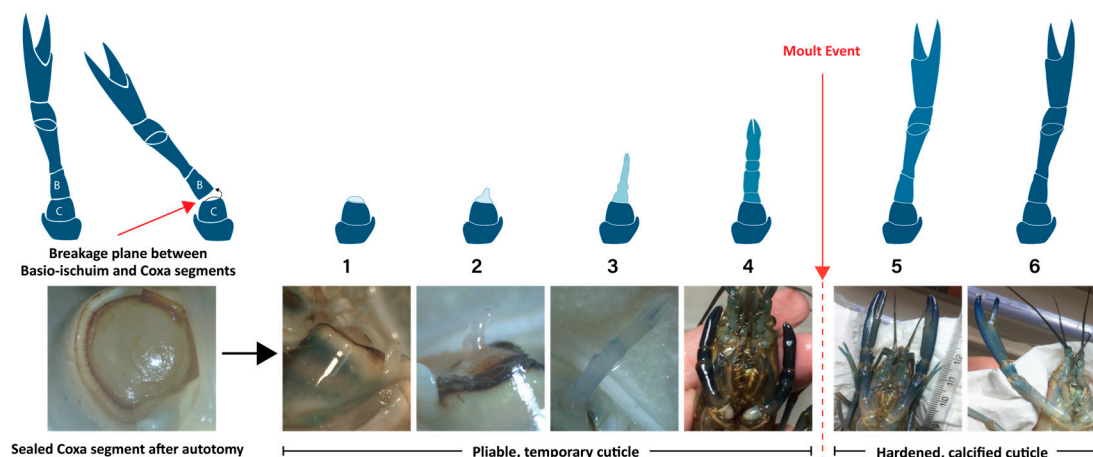 Moult Event
B
C
B
C
Breakage plane between
Basio-ischuim and Coxa segments
1
2
3
4
5
6
Sealed Coxa segment after autotomy
Pliable, temporary cuticle
Hardened, calcified cuticle